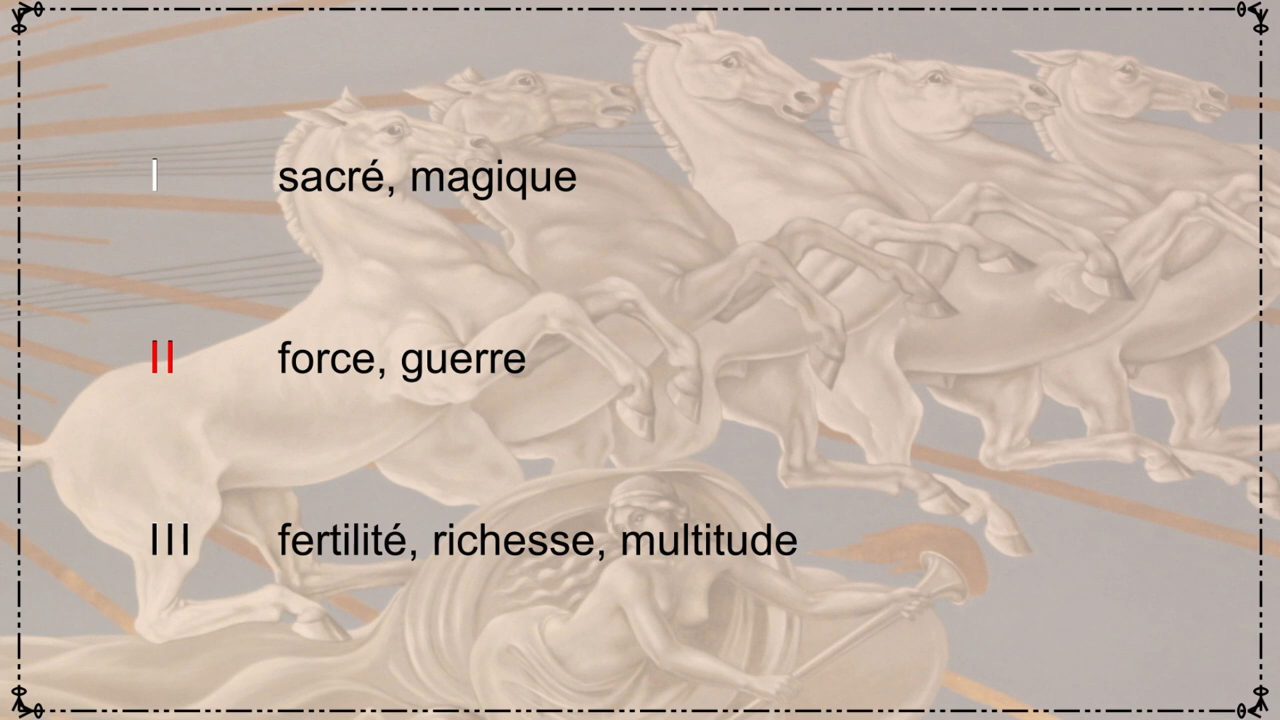 I sacré, magique
II force, guerre
III fertilité, richesse, multitude